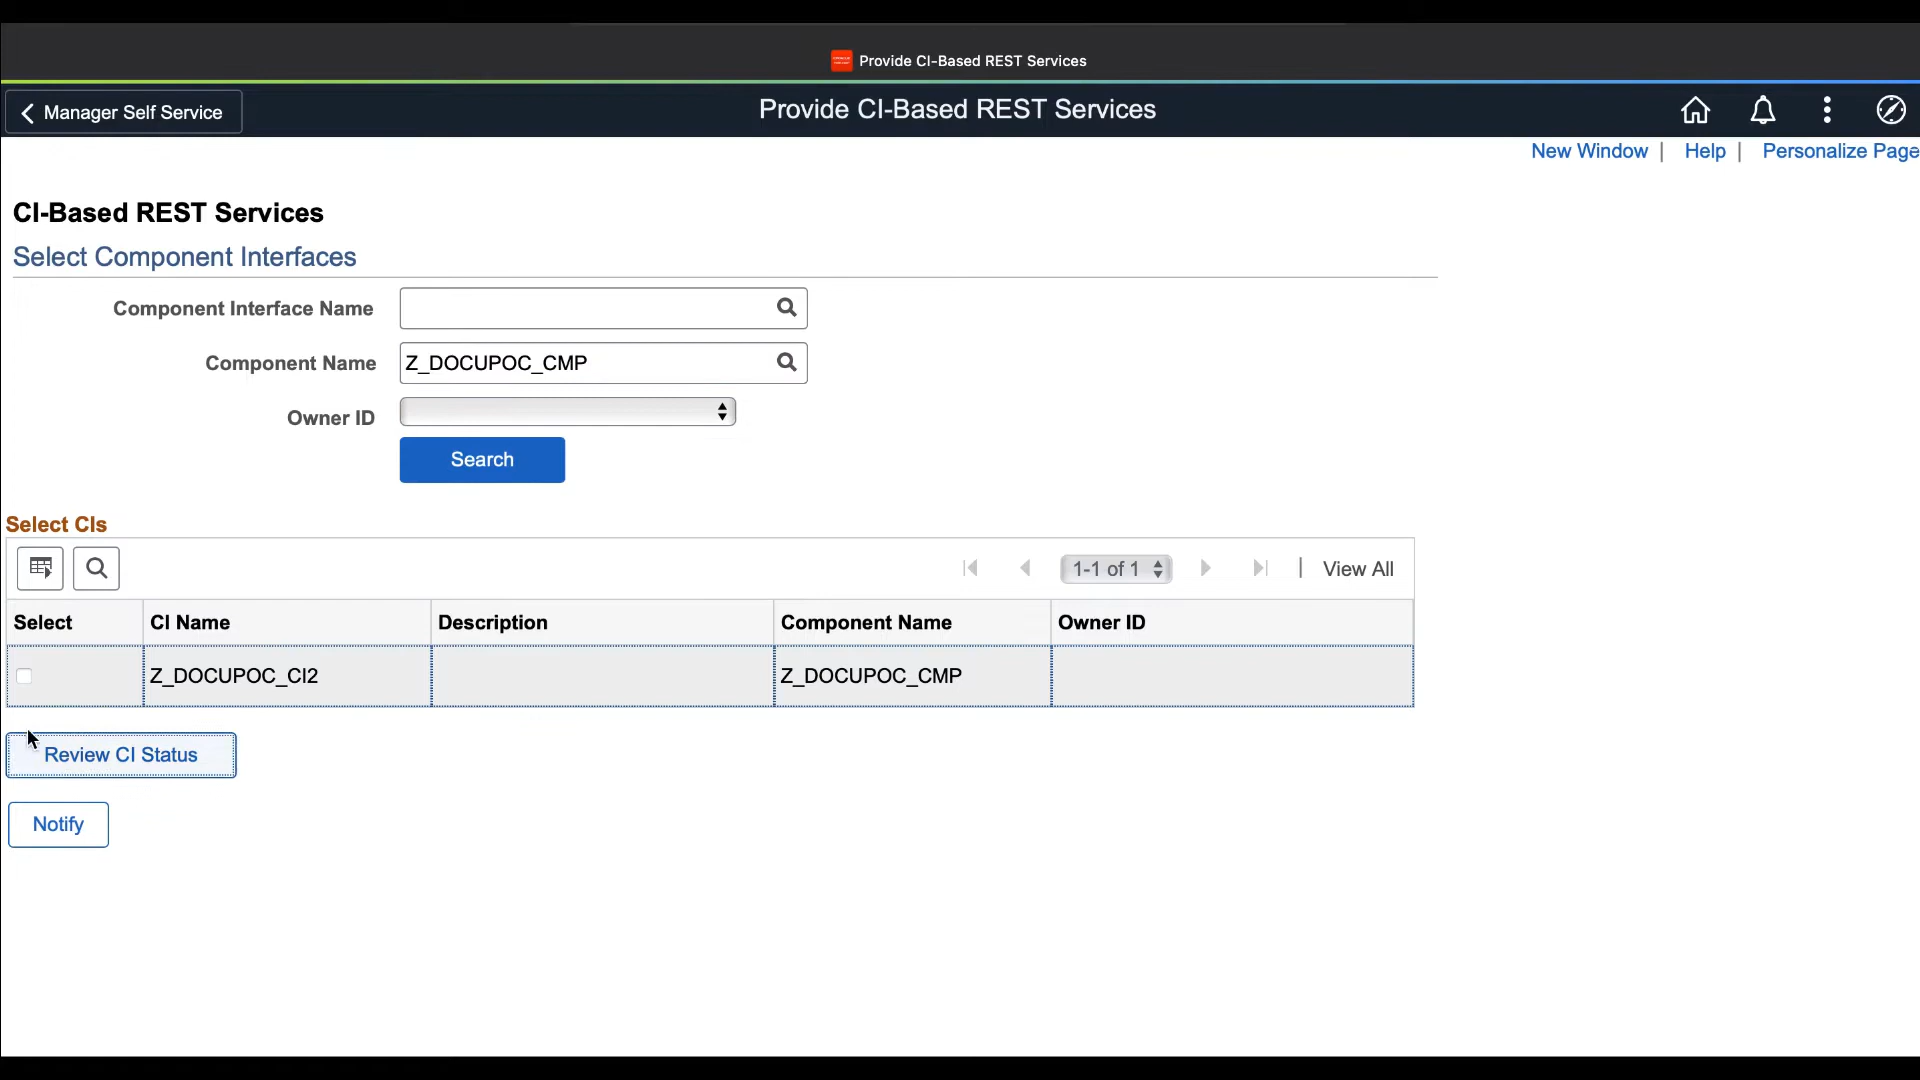 Provide CI-Based REST Services
Manager Self Service
Provide CI-Based REST Services
New Window | Help | Personalize Page
CI-Based REST Services
Select Component Interfaces
Component Interface Name
Component Name Z_DOCUPOC_CMP
Owner ID
Search
Select CIs
1-1 of 1 | View All
Select CI Name Description Component Name Owner ID
Z_DOCUPOC_CI2 Z_DOCUPOC_CMP
Review CI Status
Notify